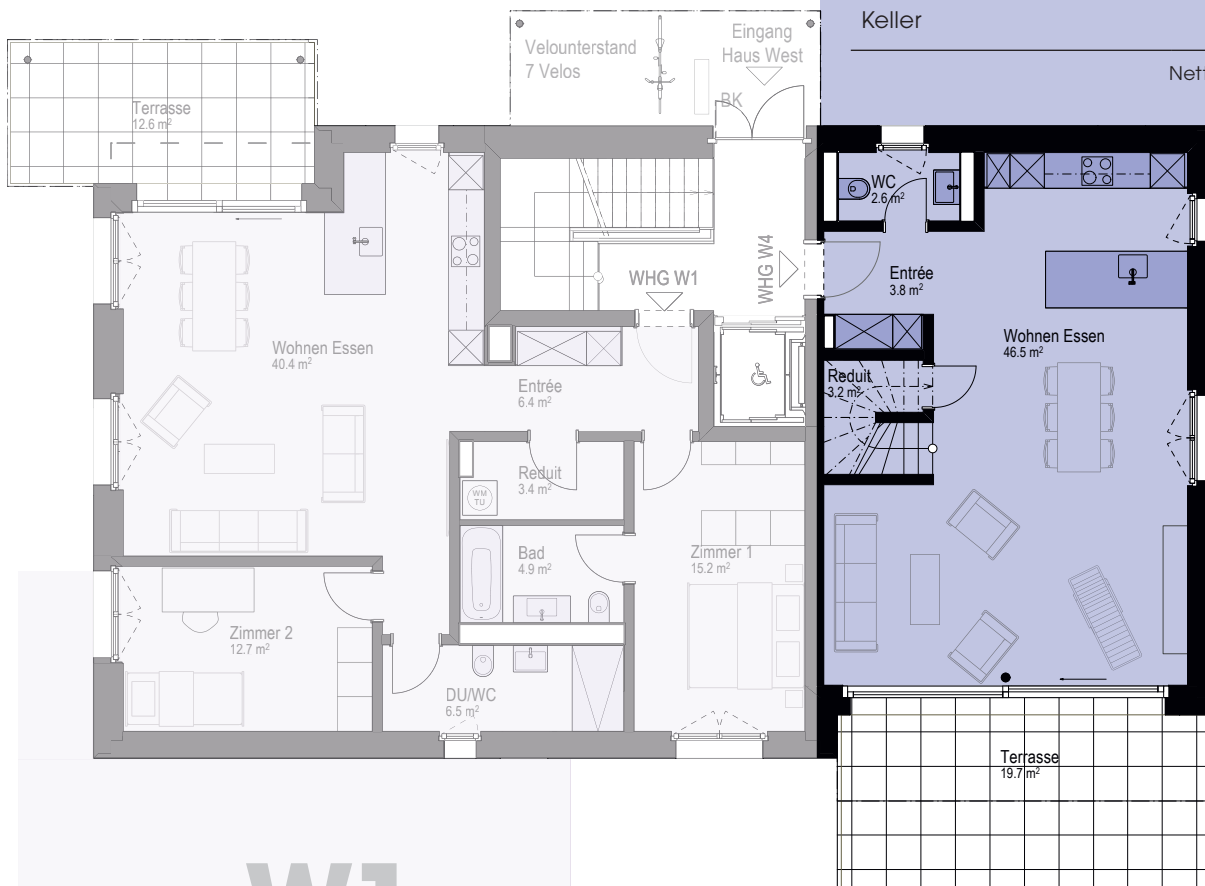 Keller
Nett
Velounterstand
7 Velos
Eingang
Haus West
BK
Terrasse
12.6 m²
WC
2.6 m²
WHG W1
WHG W4
Entrée
3.8 m²
Wohnen Essen
40.4 m²
Wohnen Essen
46.5 m²
Entrée
6.4 m²
Reduit
3.2 m²
Reduit
3.4 m²
WM
TU
Bad
4.9 m²
Zimmer 1
15.2 m²
Zimmer 2
12.7 m²
DU/WC
6.5 m²
Terrasse
19.7 m²
W1